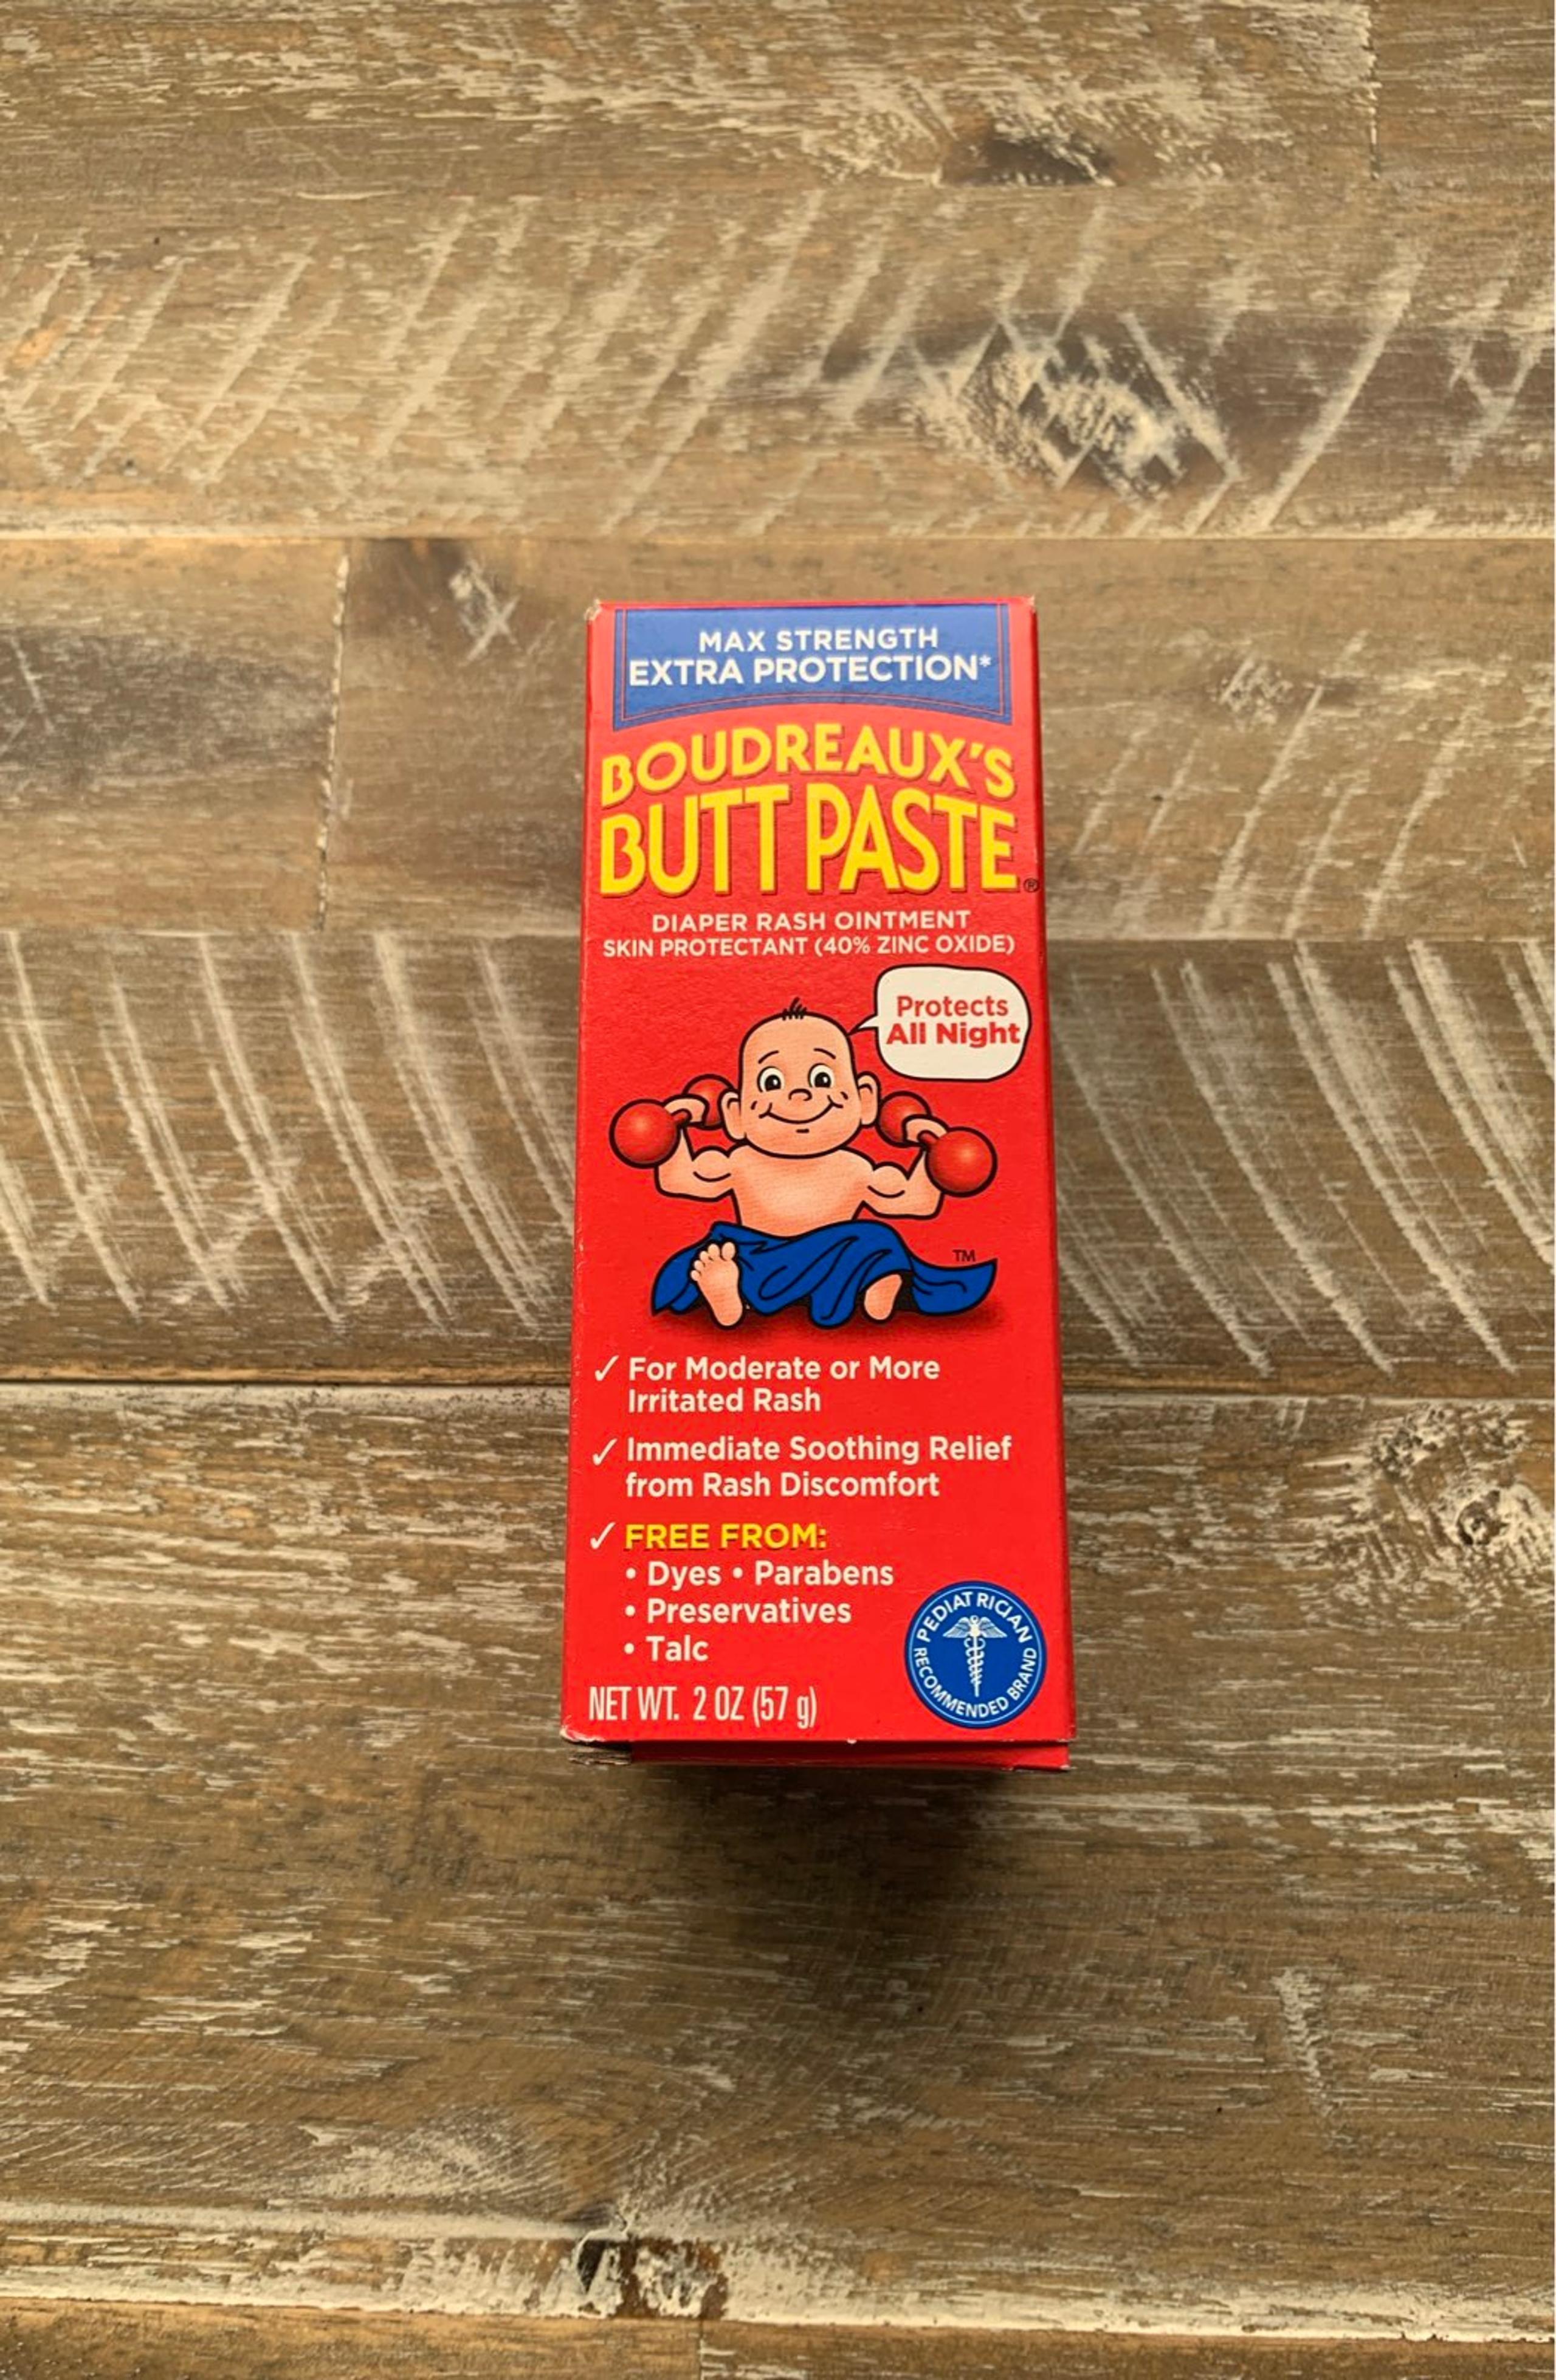 MAX STRENGTH
EXTRA PROTECTION*
BOUDREAUX'S
BUTT PASTE®
DIAPER RASH OINTMENT
SKIN PROTECTANT (40% ZINC OXIDE)
Protects
All Night
TM
✓ For Moderate or More
Irritated Rash
✓ Immediate Soothing Relief
from Rash Discomfort
✓ FREE FROM:
• Dyes • Parabens
• Preservatives
• Talc
NET WT. 2 OZ (57 g)
PEDIATRICIAN
RECOMMENDED BRAND